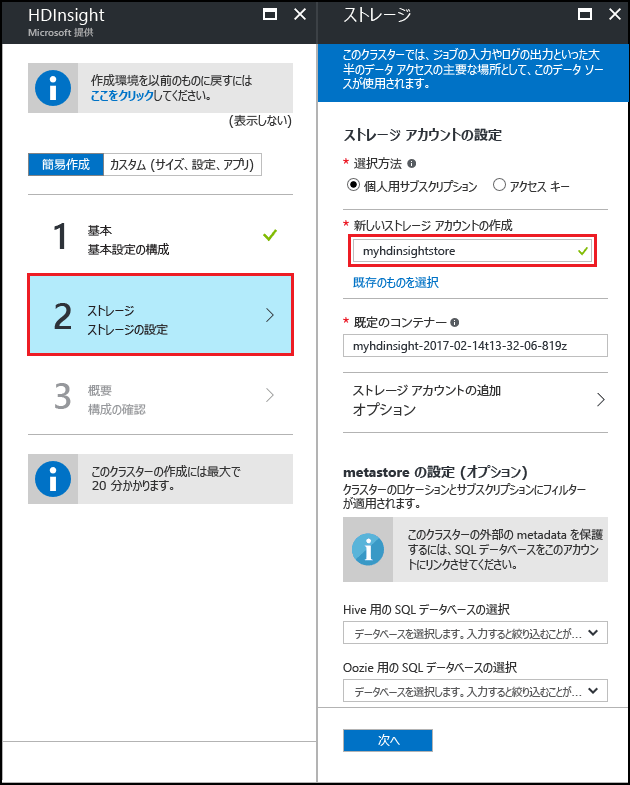 HDInsight
Microsoft 提供
作成環境を以前のものに戻すには
ここをクリックしてください。
(表示しない)
簡易作成
カスタム (サイズ、設定、アプリ)
1
基本
基本設定の構成
2
ストレージ
ストレージの設定
3
概要
構成の確認
このクラスターの作成には最大で
20 分かかります。
ストレージ
このクラスターでは、ジョブの入力やログの出力といった大
半のデータ アクセスの主要な場所として、このデータ ソー
スが使用されます。
ストレージ アカウントの設定
* 選択方法
個人用サブスクリプション
アクセス キー
* 新しいストレージ アカウントの作成
myhdinsightstore
既存のものを選択
* 既定のコンテナー
myhdinsight-2017-02-14t13-32-06-819z
ストレージ アカウントの追加
オプション
metastore の設定 (オプション)
クラスターのロケーションとサブスクリプションにフィルター
が適用されます。
このクラスターの外部の metadata を保護
するには、SQL データベースをこのアカウン
トにリンクさせてください。
Hive 用の SQL データベースの選択
データベースを選択します。入力すると絞り込むことが...
Oozie 用の SQL データベースの選択
データベースを選択します。入力すると絞り込むことが...
次へ